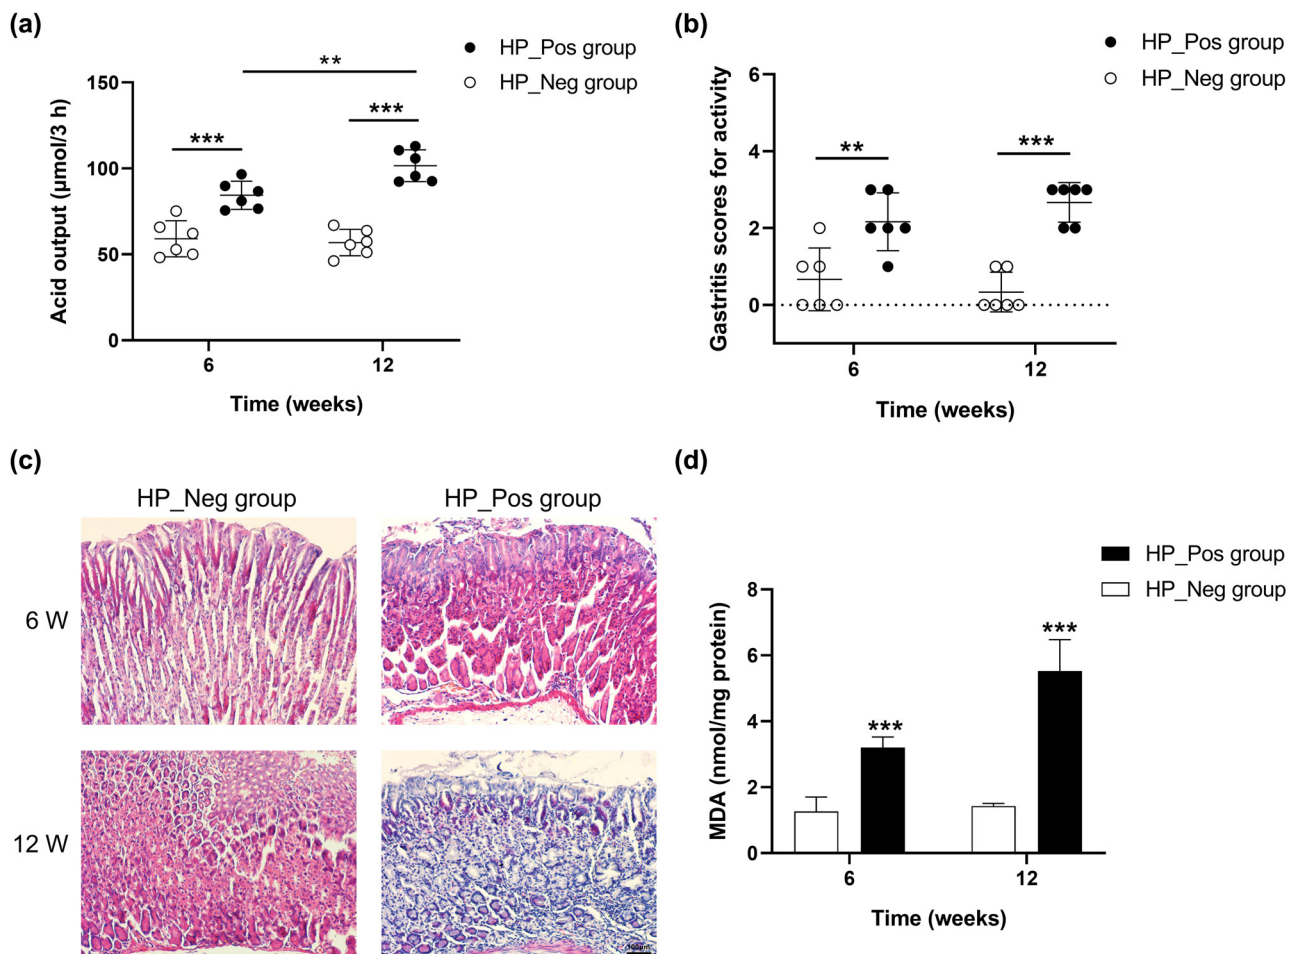 (a)
HP_Pos group
HP_Neg group
**
***
***
150
100
50
0
Acid output (µmol/3 h)
6
12
Time (weeks)
(b)
HP_Pos group
HP_Neg group
**
***
6
4
2
0
Gastritis scores for activity
6
12
Time (weeks)
(c)
HP_Neg group
HP_Pos group
6 W
12 W
100µm
(d)
HP_Pos group
HP_Neg group
***
***
8
6
4
2
0
MDA (nmol/mg protein)
6
12
Time (weeks)